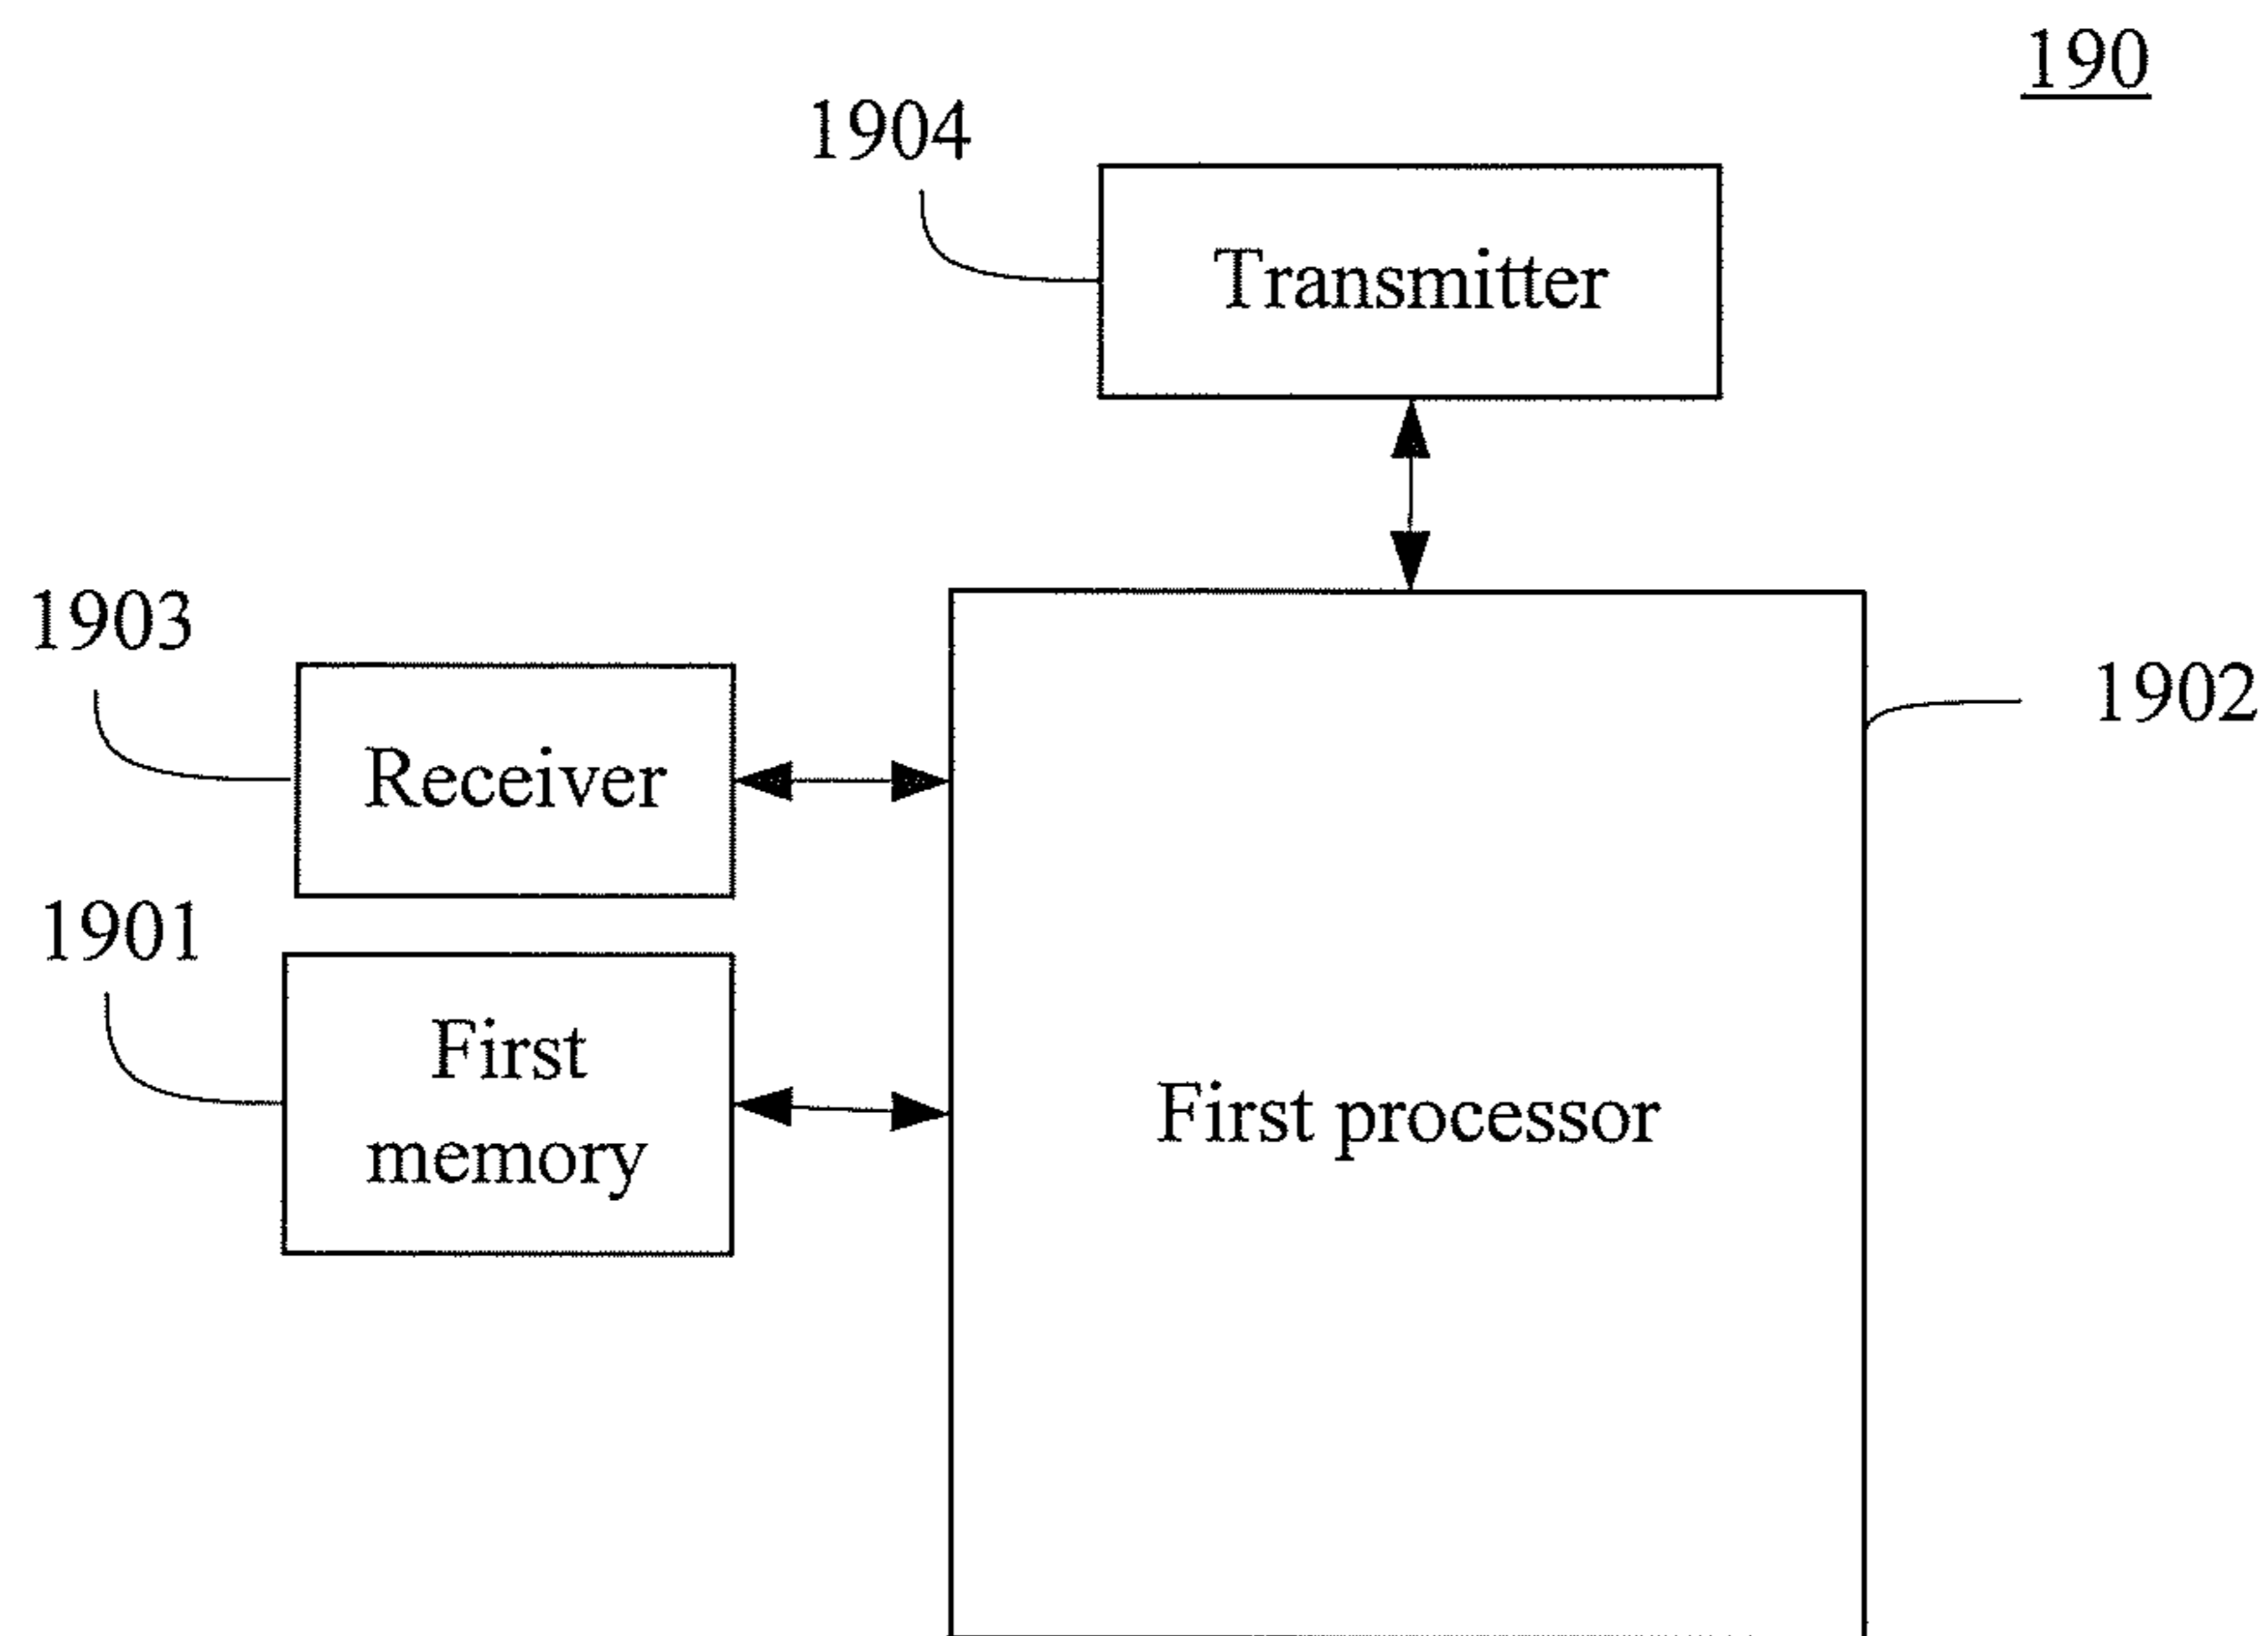 190
1904
Transmitter
1903
1902
Receiver
1901
First
memory
First processor